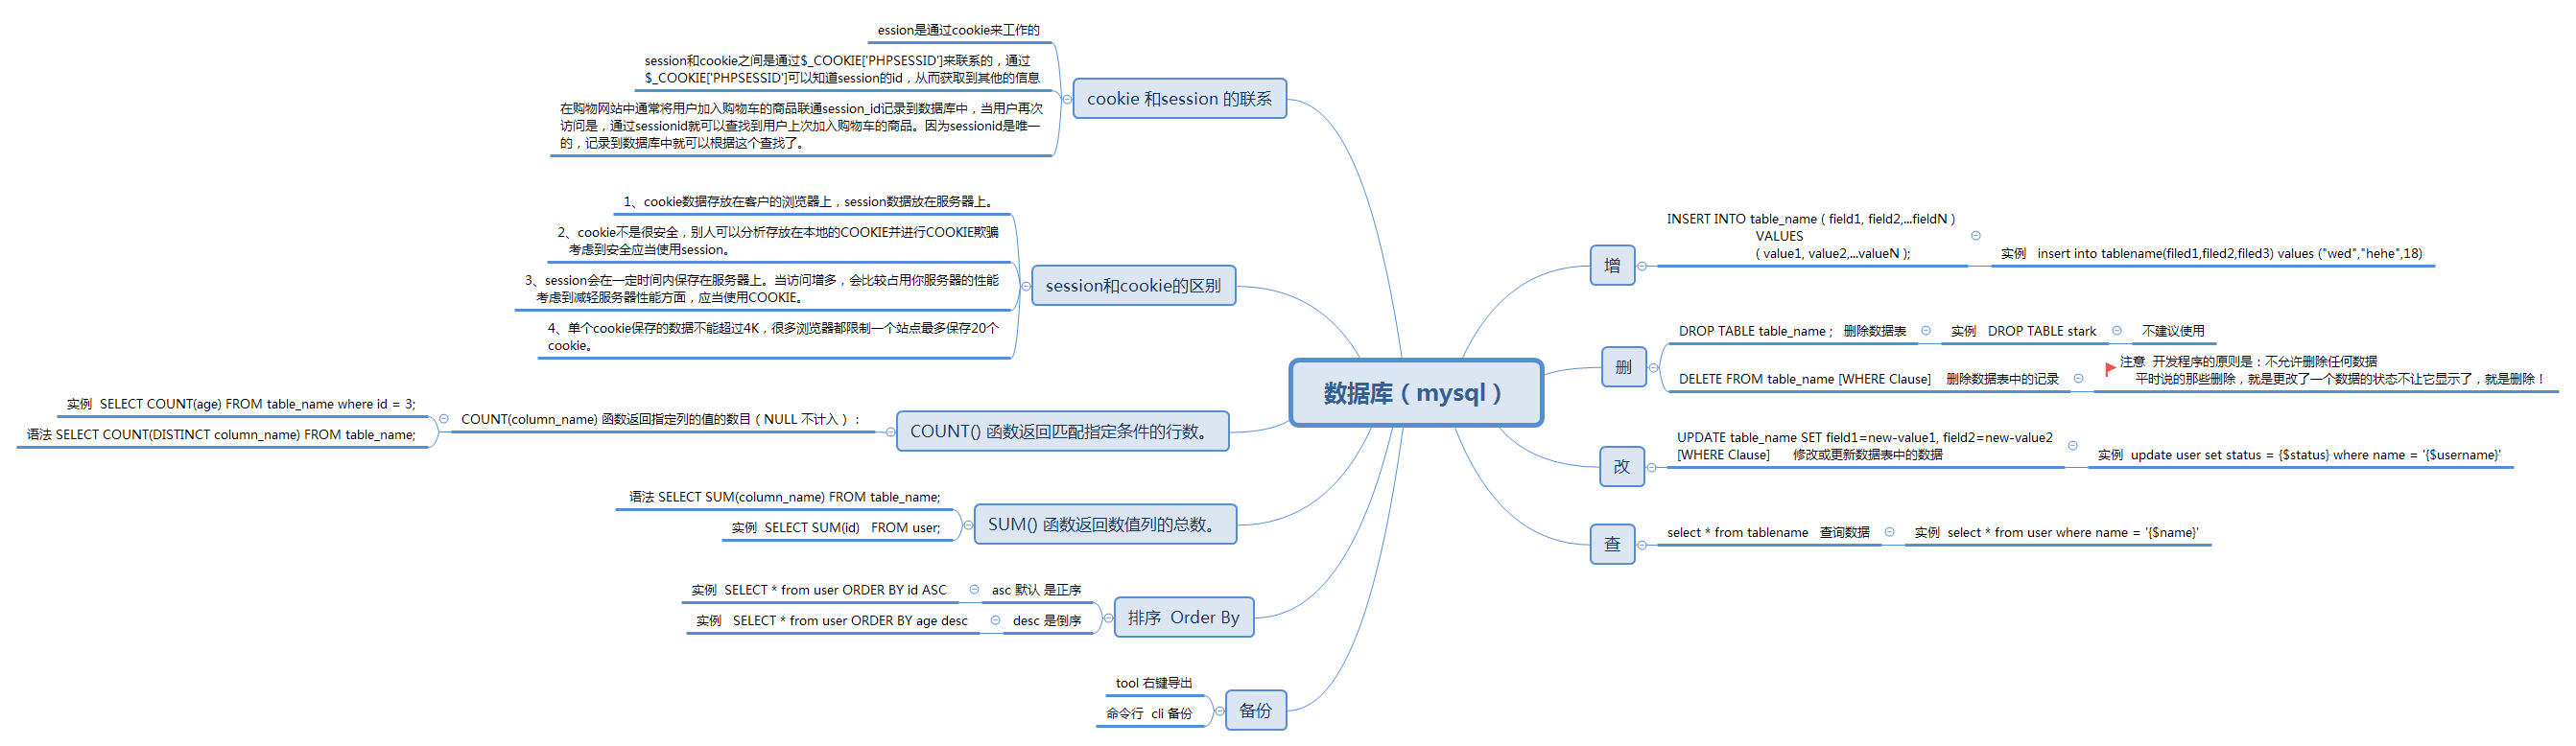 ession是通过cookie来工作的
session和cookie之间是通过$_COOKIE['PHPSESSID']来联系的，通过
$_COOKIE['PHPSESSID']可以知道session的id，从而获取到其他的信息
在购物网站中通常将用户加入购物车的商品联通session_id记录到数据库中，当用户再次
访问是，通过sessionid就可以查找到用户上次加入购物车的商品。因为sessionid是唯一
的，记录到数据库中就可以根据这个查找了。
cookie 和session 的联系
1、cookie数据存放在客户的浏览器上，session数据放在服务器上。
2、cookie不是很安全，别人可以分析存放在本地的COOKIE并进行COOKIE欺骗
考虑到安全应当使用session。
3、session会在一定时间内保存在服务器上。当访问增多，会比较占用你服务器的性能
考虑到减轻服务器性能方面，应当使用COOKIE。
4、单个cookie保存的数据不能超过4K，很多浏览器都限制一个站点最多保存20个
cookie。
session和cookie的区别
实例  SELECT COUNT(age) FROM table_name where id = 3;
语法 SELECT COUNT(DISTINCT column_name) FROM table_name;
COUNT(column_name) 函数返回指定列的值的数目（NULL 不计入）：
COUNT() 函数返回匹配指定条件的行数。
语法 SELECT SUM(column_name) FROM table_name;
实例  SELECT SUM(id)   FROM user;
SUM() 函数返回数值列的总数。
实例  SELECT * from user ORDER BY id ASC
asc 默认 是正序
实例   SELECT * from user ORDER BY age desc
desc 是倒序
排序  Order By
tool 右键导出
命令行  cli 备份
备份
数据库（mysql）
增
INSERT INTO table_name ( field1, field2,...fieldN )
VALUES
( value1, value2,...valueN );
实例   insert into tablename(filed1,filed2,filed3) values ("wed","hehe",18)
删
DROP TABLE table_name ;   删除数据表
实例   DROP TABLE stark
不建议使用
DELETE FROM table_name [WHERE Clause]    删除数据表中的记录
注意  开发程序的原则是：不允许删除任何数据
平时说的那些删除，就是更改了一个数据的状态不让它显示了，就是删除！
改
UPDATE table_name SET field1=new-value1, field2=new-value2
[WHERE Clause]      修改或更新数据表中的数据
实例  update user set status = {$status} where name = '{$username}'
查
select * from tablename   查询数据
实例  select * from user where name = '{$name}'